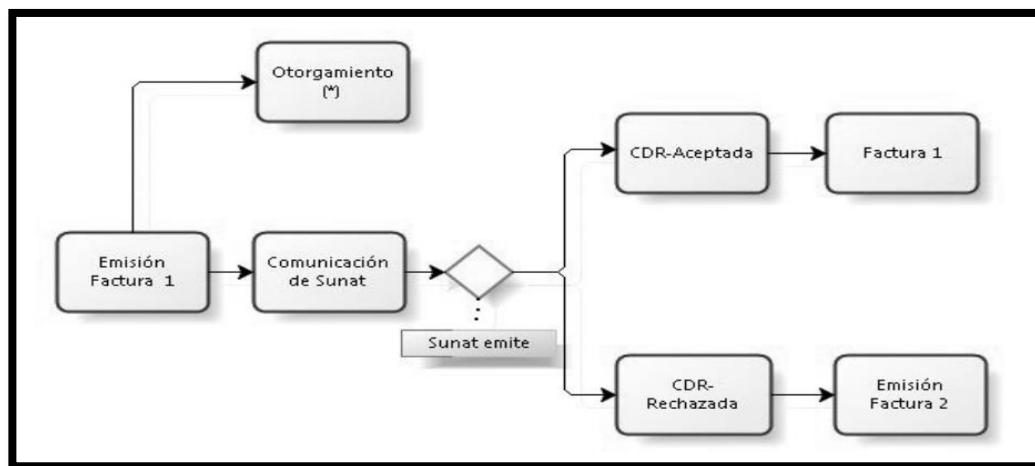 Otorgamiento
(*)
CDR-Aceptada
Factura 1
Emisión
Factura 1
Comunicación
de Sunat
Sunat emite
CDR-
Rechazada
Emisión
Factura 2